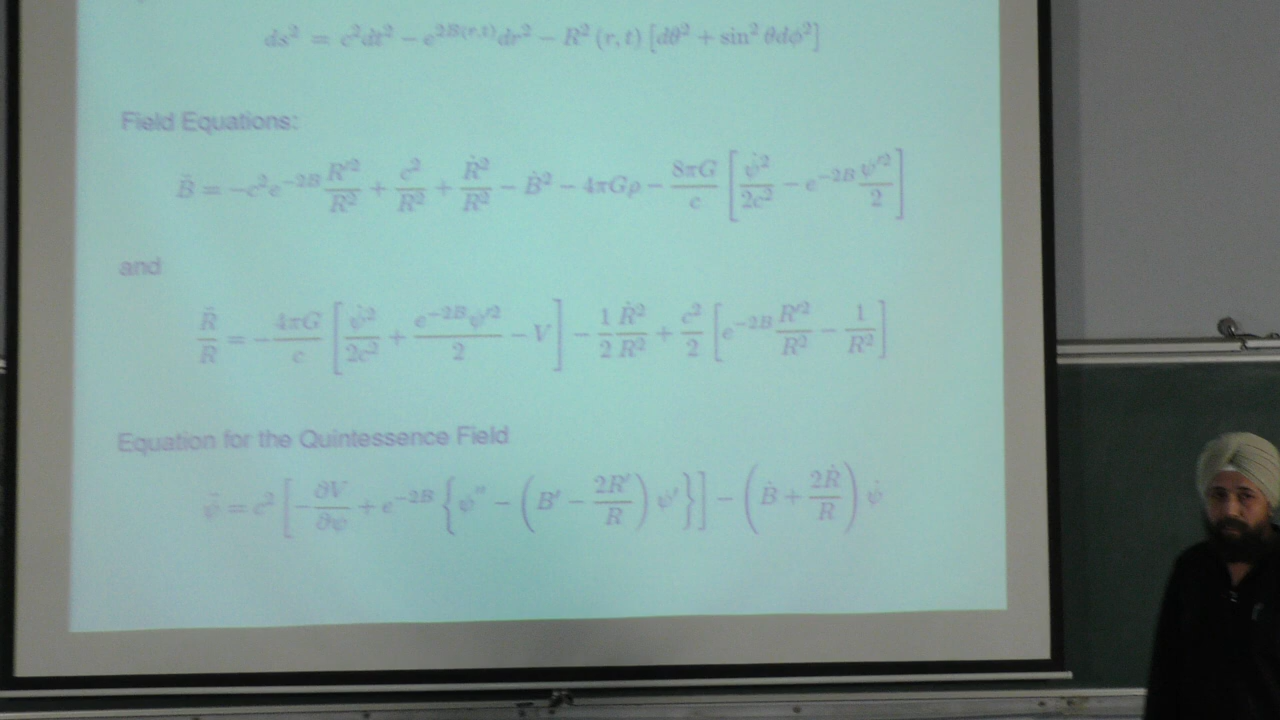 ds² = c²dt² − e^{2B(r,t)}dr² − R²(r,t)[dθ² + sin²θdϕ²]
Field Equations:
B̈ = −c²e^{−2B} R′²/R² + c²/R² + Ṙ²/R² − Ḃ² − 4πGρ − 8πG/c [ψ̇²/2c² − e^{−2B} ψ′²/2]
and
R̈/R = −4πG/c [ψ̇²/2c² + e^{−2B}ψ′²/2 − V] − 1/2 Ṙ²/R² + c²/2 [e^{−2B} R′²/R² − 1/R²]
Equation for the Quintessence Field
ψ̈ = c² [−∂V/∂ψ + e^{−2B} {ψ″ − (B′ − 2R′/R) ψ′}] − (Ḃ + 2Ṙ/R) ψ̇